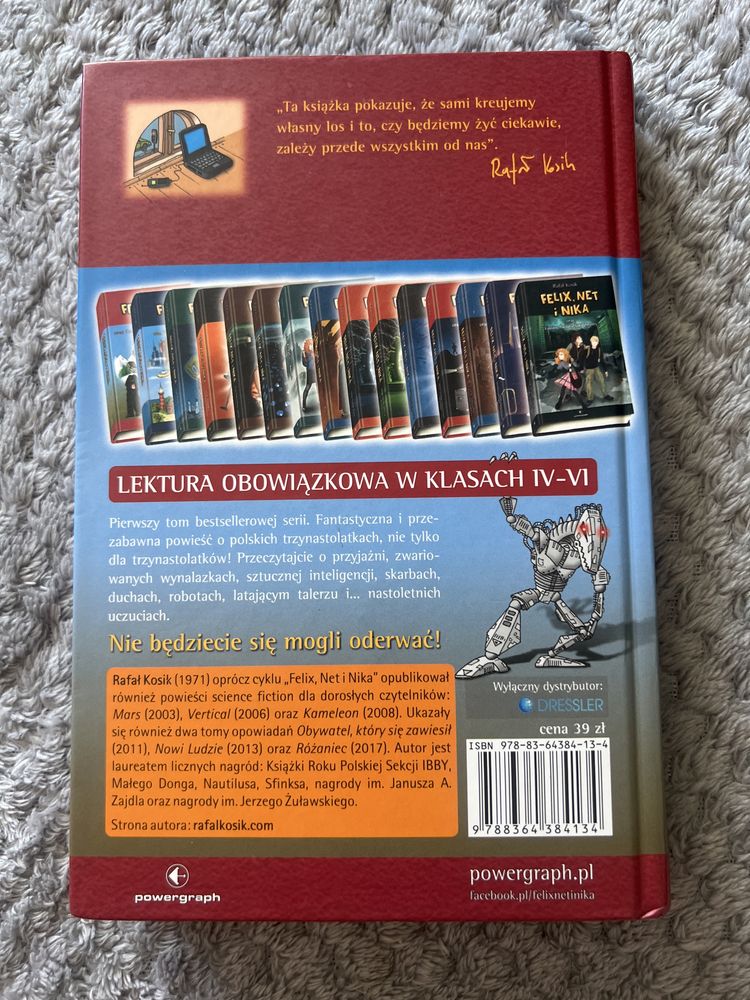 „Ta książka pokazuje, że sami kreujemy
własny los i to, czy będziemy żyć ciekawie,
zależy przede wszystkim od nas”.
Rafał Kosik
Rafał Kosik
FELIX, NET
i NIKA
LEKTURA OBOWIĄZKOWA W KLASACH IV–VI
Pierwszy tom bestsellerowej serii. Fantastyczna i prze-
zabawna powieść o polskich trzynastolatkach, nie tylko
dla trzynastolatków! Przeczytajcie o przyjaźni, zwario-
wanych wynalazkach, sztucznej inteligencji, skarbach,
duchach, robotach, latającym talerzu i... nastoletnich
uczuciach.
Nie będziecie się mogli oderwać!
Rafał Kosik (1971) oprócz cyklu „Felix, Net i Nika” opublikował
również powieści science fiction dla dorosłych czytelników:
Mars (2003), Vertical (2006) oraz Kameleon (2008). Ukazały
się również dwa tomy opowiadań Obywatel, który się zawiesił
(2011), Nowi Ludzie (2013) oraz Różaniec (2017). Autor jest
laureatem licznych nagród: Książki Roku Polskiej Sekcji IBBY,
Małego Donga, Nautilusa, Sfinksa, nagrody im. Janusza A.
Zajdla oraz nagrody im. Jerzego Żuławskiego.
Strona autora: rafalkosik.com
Wyłączny dystrybutor:
DRESSLER
cena 39 zł
ISBN 978-83-64384-13-4
9 788364 384134
powergraph
powergraph.pl
facebook.pl/felixnetinika